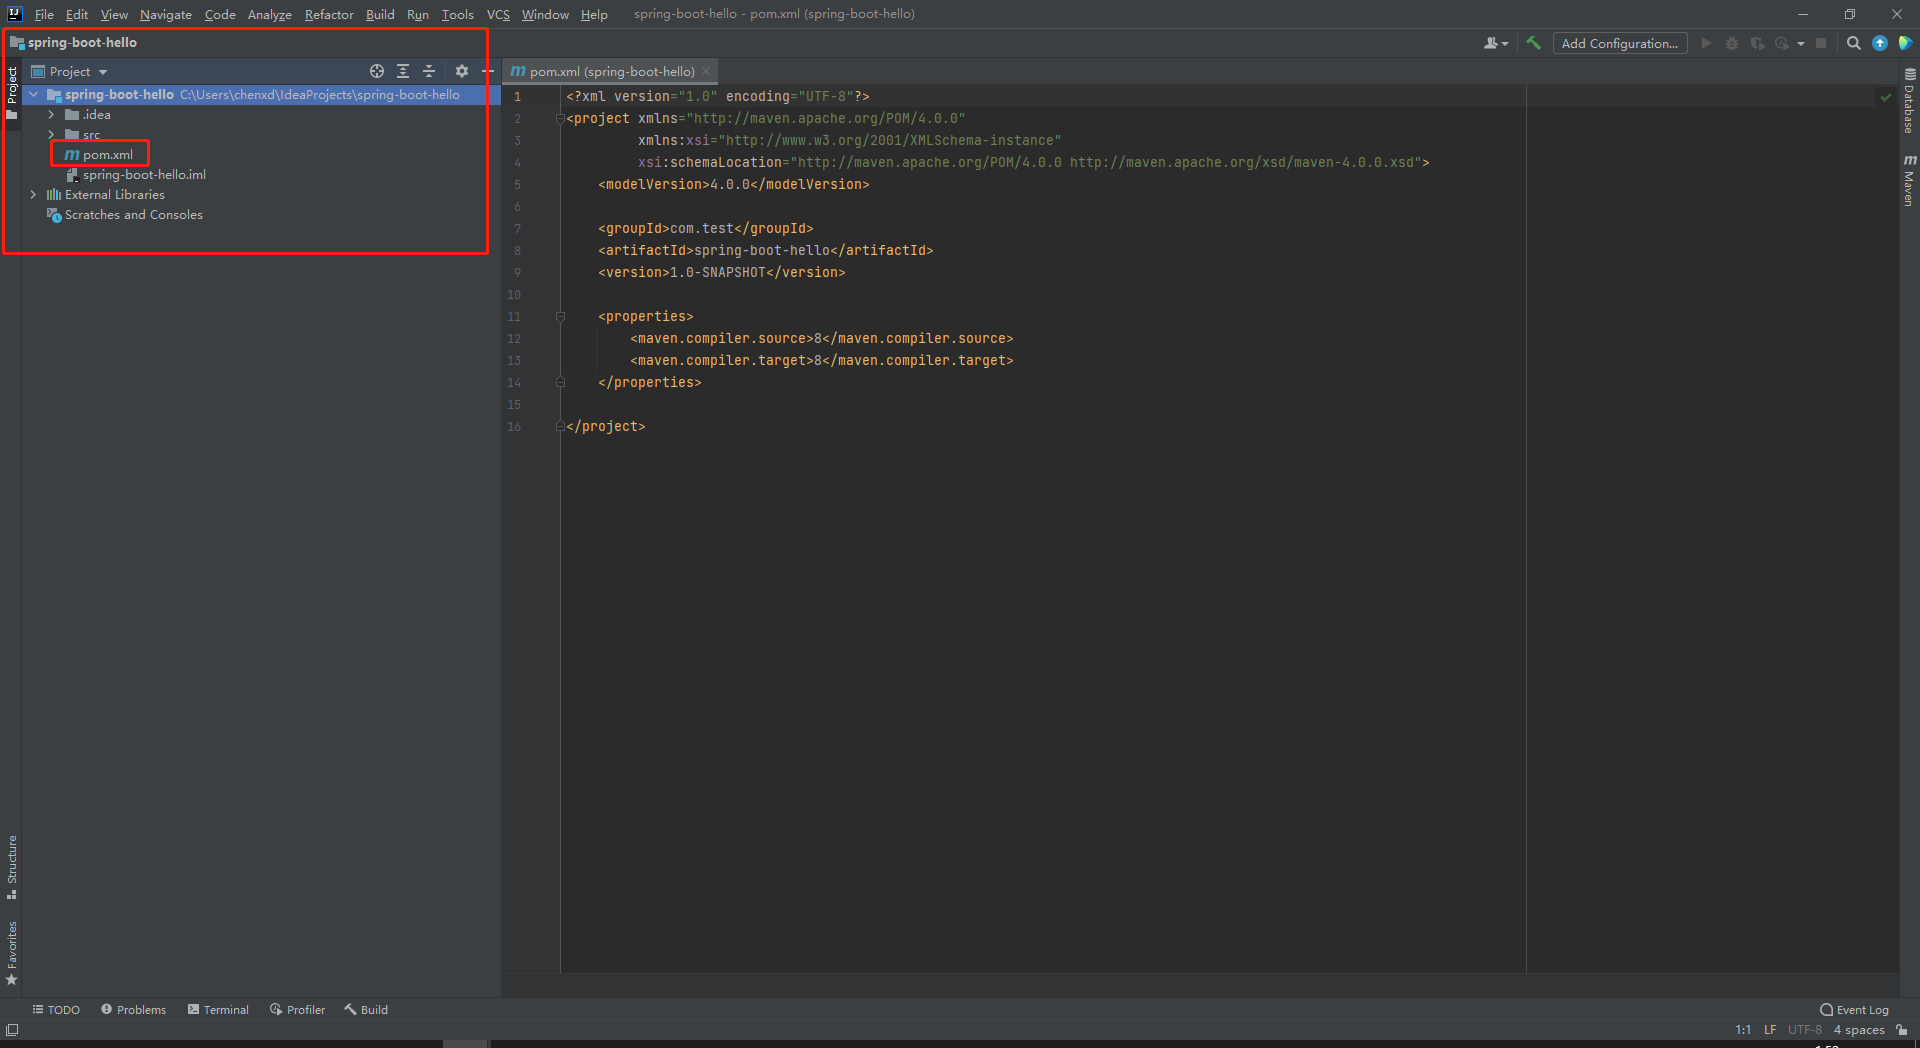 File Edit View Navigate Code Analyze Refactor Build Run Tools VCS Window Help spring-boot-hello - pom.xml (spring-boot-hello)
spring-boot-hello
Add Configuration...
Project
pom.xml (spring-boot-hello)
Project
spring-boot-hello C:\Users\chenxd\IdeaProjects\spring-boot-hello
.idea
src
pom.xml
spring-boot-hello.iml
External Libraries
Scratches and Consoles
1 <?xml version="1.0" encoding="UTF-8"?>
2 <project xmlns="http://maven.apache.org/POM/4.0.0"
3 xmlns:xsi="http://www.w3.org/2001/XMLSchema-instance"
4 xsi:schemaLocation="http://maven.apache.org/POM/4.0.0 http://maven.apache.org/xsd/maven-4.0.0.xsd">
5 <modelVersion>4.0.0</modelVersion>
6
7 <groupId>com.test</groupId>
8 <artifactId>spring-boot-hello</artifactId>
9 <version>1.0-SNAPSHOT</version>
10
11 <properties>
12 <maven.compiler.source>8</maven.compiler.source>
13 <maven.compiler.target>8</maven.compiler.target>
14 </properties>
15
16 </project>
Database
Maven
Structure
Favorites
TODO Problems Terminal Profiler Build Event Log
1:1 LF UTF-8 4 spaces